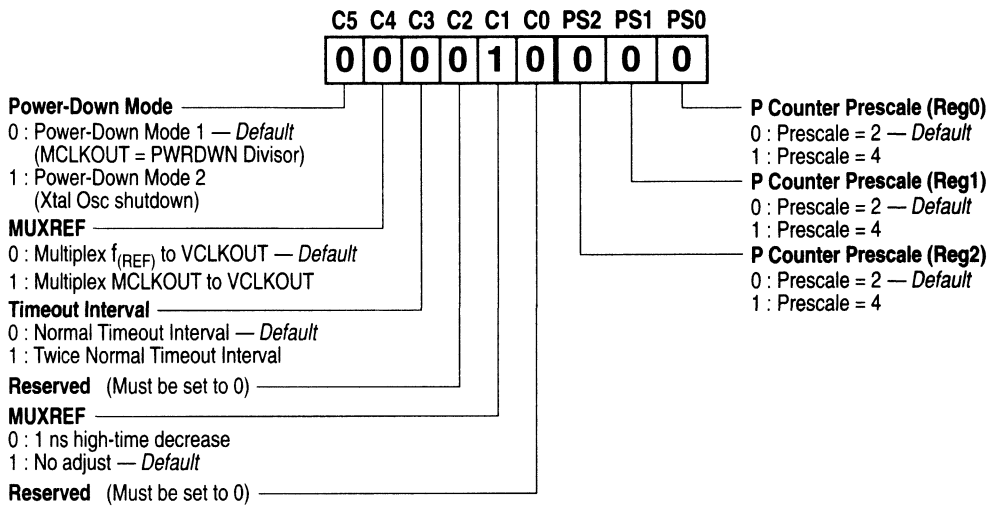 C5 C4 C3 C2 C1 C0 PS2 PS1 PS0
0 0 0 0 1 0 0 0 0
Power-Down Mode
0 : Power-Down Mode 1 — Default
(MCLKOUT = PWRDWN Divisor)
1 : Power-Down Mode 2
(Xtal Osc shutdown)
MUXREF
0 : Multiplex f(REF) to VCLKOUT — Default
1 : Multiplex MCLKOUT to VCLKOUT
Timeout Interval
0 : Normal Timeout Interval — Default
1 : Twice Normal Timeout Interval
Reserved (Must be set to 0)
MUXREF
0 : 1 ns high-time decrease
1 : No adjust — Default
Reserved (Must be set to 0)
P Counter Prescale (Reg0)
0 : Prescale = 2 — Default
1 : Prescale = 4
P Counter Prescale (Reg1)
0 : Prescale = 2 — Default
1 : Prescale = 4
P Counter Prescale (Reg2)
0 : Prescale = 2 — Default
1 : Prescale = 4